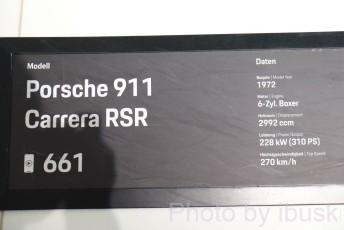 Modell
Porsche 911
Carrera RSR
661
Daten
Baujahr | Model Year
1972
Motor | Engine
6-Zyl. Boxer
Hubraum | Displacement
2992 ccm
Leistung | Power Output
228 kW (310 PS)
Höchstgeschwindigkeit | Top Speed
270 km/h
Photo by ibuski